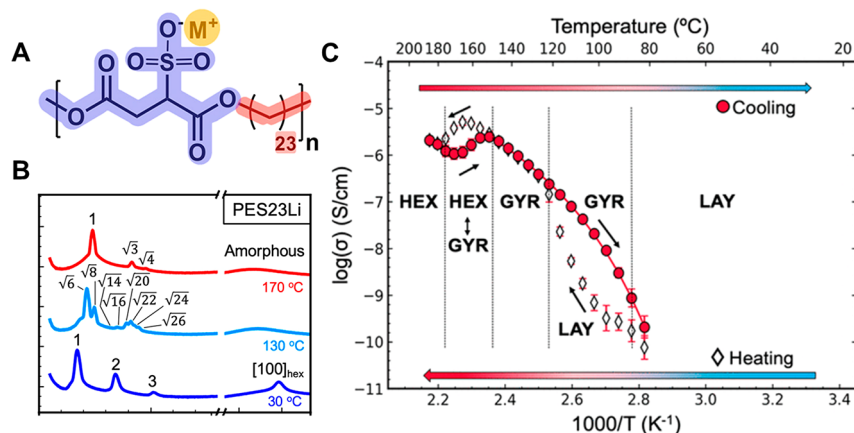 A
O⁻ M⁺
O=S=O
O
O
O
O
[ ( )23 ]n
B
PES23Li
1
√3
√4
Amorphous
170 ºC
√6
√8
√14
√16
√20
√22
√24
√26
130 ºC
1
2
3
[100]hex
30 ºC
C
Temperature (ºC)
200 180 160 140 120 100 80 60 40 20
Cooling
HEX
HEX
↕
GYR
GYR
GYR
LAY
LAY
Heating
log(σ) (S/cm)
−4
−5
−6
−7
−8
−9
−10
−11
2.2 2.4 2.6 2.8 3.0 3.2 3.4
1000/T (K⁻¹)